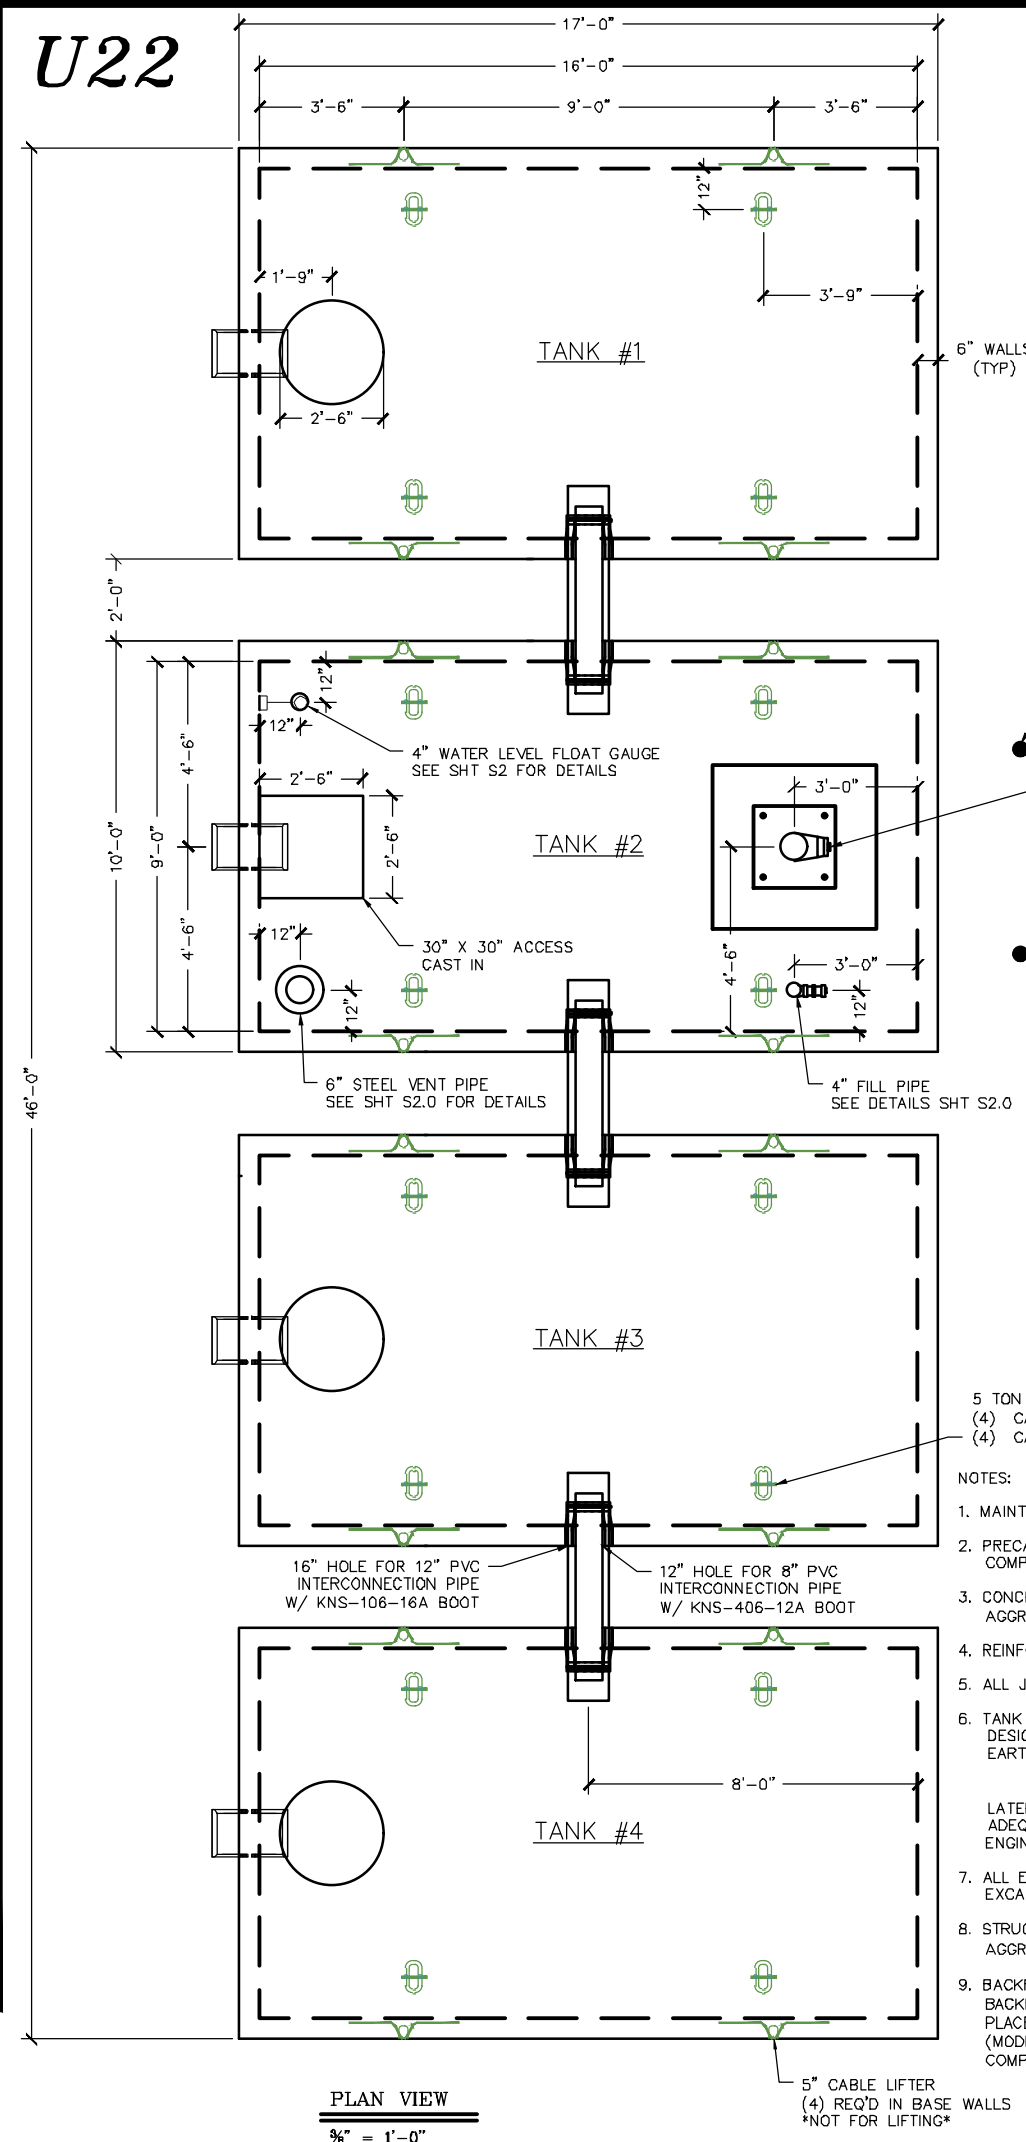 U22
17'-0"
16'-0"
3'-6"
9'-0"
3'-6"
12"
1'-9"
3'-9"
TANK #1
6" WALLS
(TYP)
2'-6"
2'-0"
12"
12"
4" WATER LEVEL FLOAT GAUGE
SEE SHT S2 FOR DETAILS
4'-6"
2'-6"
3'-0"
10'-0"
9'-0"
2'-6"
TANK #2
4'-6"
12"
30" X 30" ACCESS
CAST IN
4'-6"
3'-0"
12"
12"
6" STEEL VENT PIPE
SEE SHT S2.0 FOR DETAILS
4" FILL PIPE
SEE DETAILS SHT S2.0
46'-0"
TANK #3
5 TON
(4)
(4)
NOTES:
1.
16" HOLE FOR 12" PVC
INTERCONNECTION PIPE
W/ KNS-106-16A BOOT
12" HOLE FOR 8" PVC
INTERCONNECTION PIPE
W/ KNS-406-12A BOOT
2.
3.
4.
5. ALL
6. TANK
8'-0"
TANK #4
7. ALL
8.
9.
5" CABLE LIFTER
(4) REQ'D IN BASE WALLS
*NOT FOR LIFTING*
PLAN VIEW
⅜" = 1'-0"